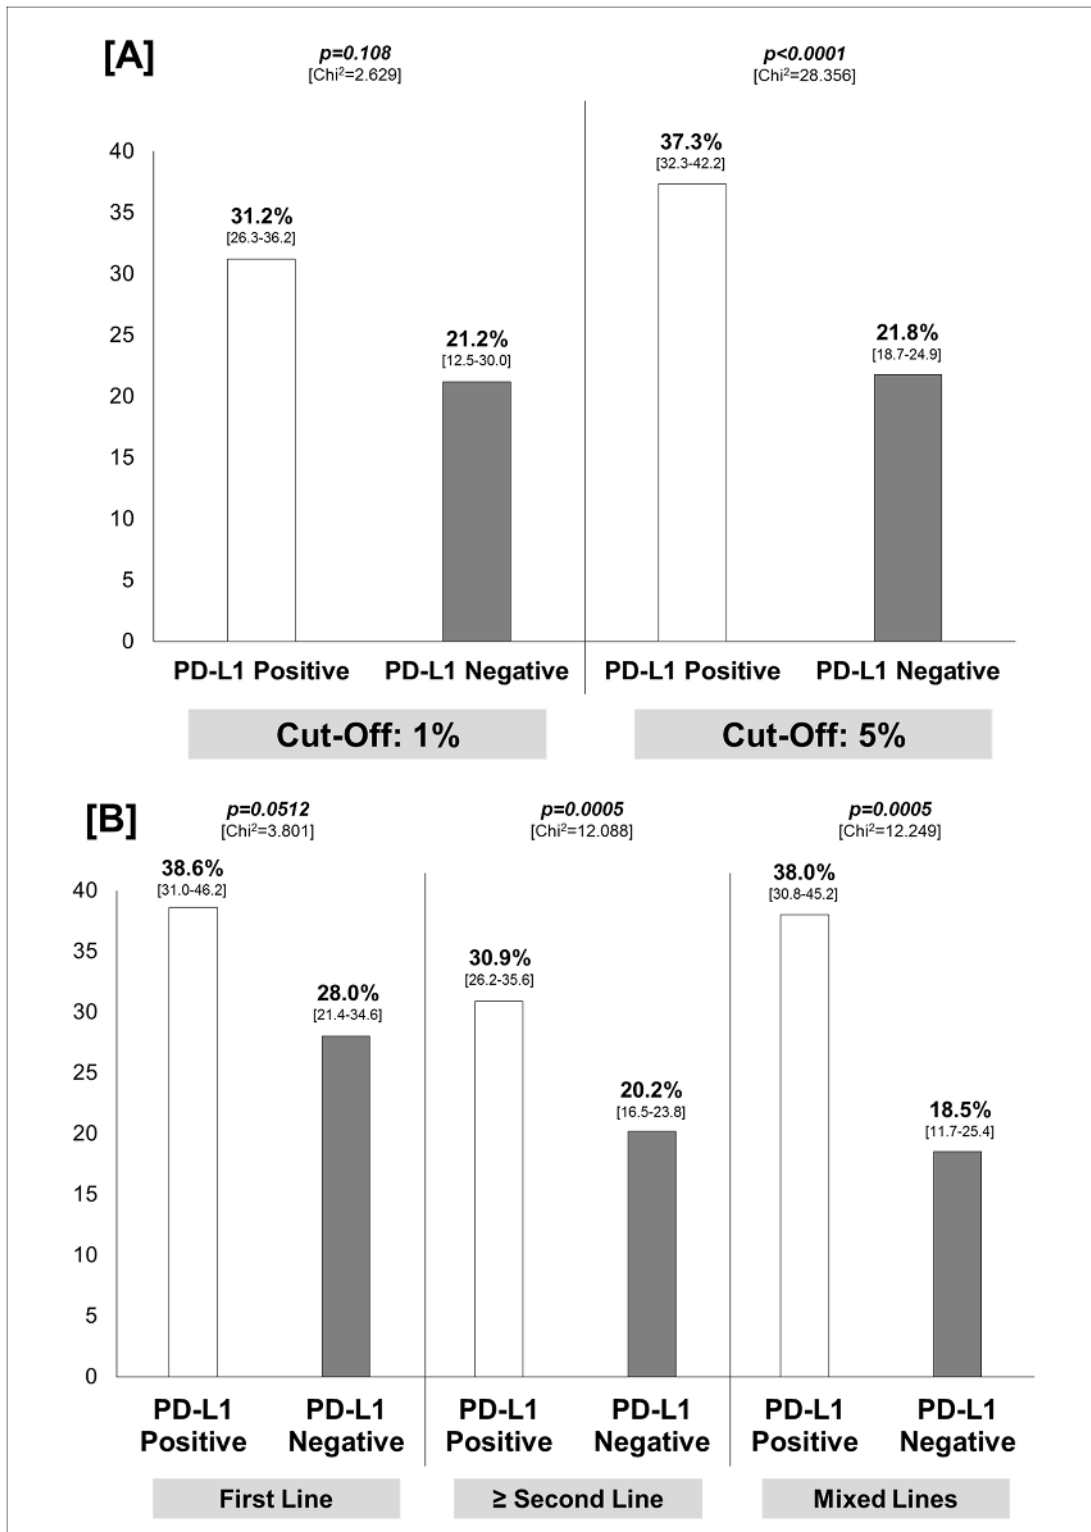 [A]
p=0.108
[Chi²=2.629]
p<0.0001
[Chi²=28.356]
40
35
30
25
20
15
10
5
0
31.2%
[26.3-36.2]
21.2%
[12.5-30.0]
37.3%
[32.3-42.2]
21.8%
[18.7-24.9]
PD-L1 Positive
PD-L1 Negative
PD-L1 Positive
PD-L1 Negative
Cut-Off: 1%
Cut-Off: 5%
[B]
p=0.0512
[Chi²=3.801]
p=0.0005
[Chi²=12.088]
p=0.0005
[Chi²=12.249]
40
35
30
25
20
15
10
5
0
38.6%
[31.0-46.2]
28.0%
[21.4-34.6]
30.9%
[26.2-35.6]
20.2%
[16.5-23.8]
38.0%
[30.8-45.2]
18.5%
[11.7-25.4]
PD-L1
Positive
PD-L1
Negative
PD-L1
Positive
PD-L1
Negative
PD-L1
Positive
PD-L1
Negative
First Line
≥ Second Line
Mixed Lines